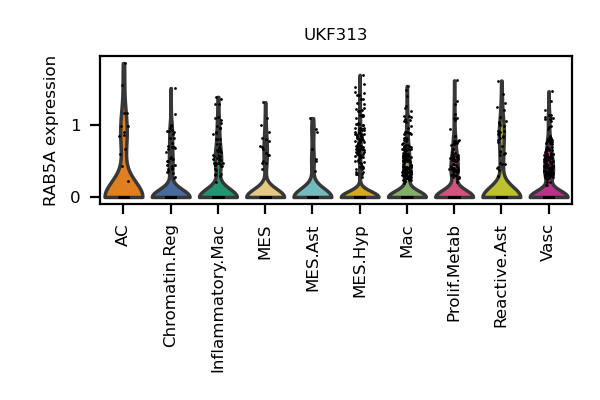 UKF313
RAB5A expression
1
0
AC
Chromatin.Reg
Inflammatory.Mac
MES
MES.Ast
MES.Hyp
Mac
Prolif.Metab
Reactive.Ast
Vasc